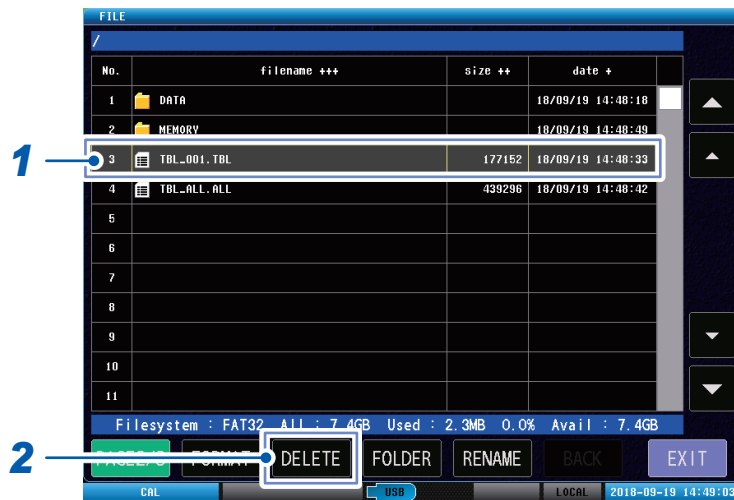 FILE
/
No. filename +++ size ++ date +
1 DATA 18/09/19 14:48:18
2 MEMORY 18/09/19 14:48:49
1
3 TBL_001.TBL 177152 18/09/19 14:48:33
4 TBL_ALL.ALL 439296 18/09/19 14:48:42
5
6
7
8
9
10
11
Filesystem : FAT32 All : 7.4GB Used : 2.3MB 0.0% Avail : 7.4GB
2
FORMAT DELETE FOLDER RENAME BACK EXIT
CAL USB LOCAL 2018-09-19 14:49:03